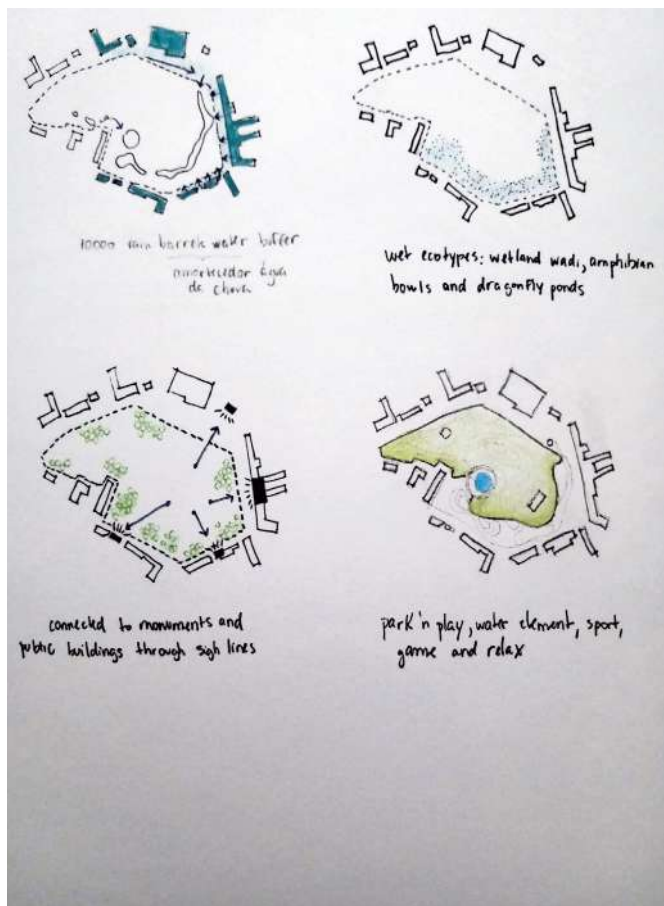 10000 rain barrels water buffer
amortecedor água
de chuva
wet ecotypes: wetland wadi, amphibian
bowls and dragonfly ponds
connected to monuments and
public buildings through sigh lines
park 'n play, water element, sport,
game and relax